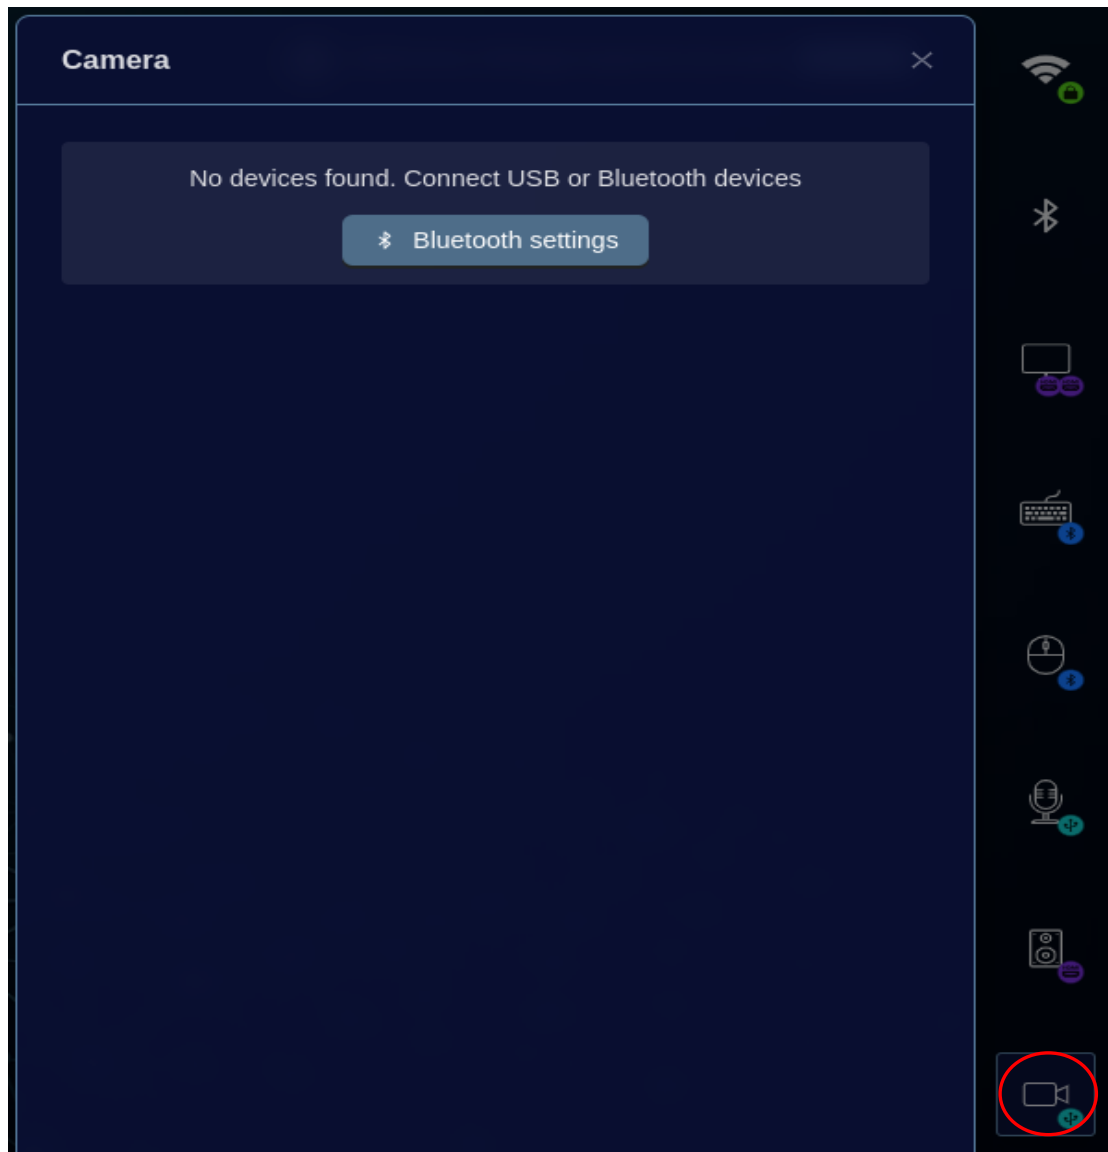 Camera
No devices found. Connect USB or Bluetooth devices
Bluetooth settings